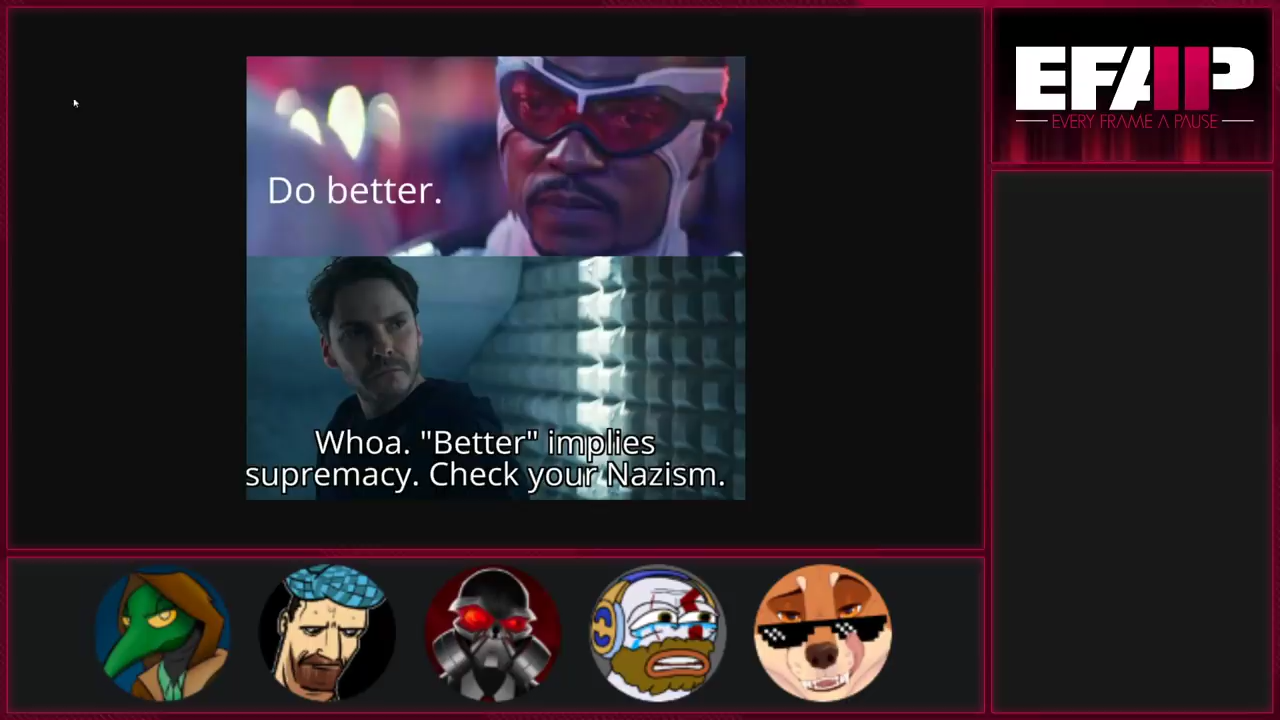 Do better.
Whoa. "Better" implies
supremacy. Check your Nazism.
EFAP
EVERY FRAME A PAUSE